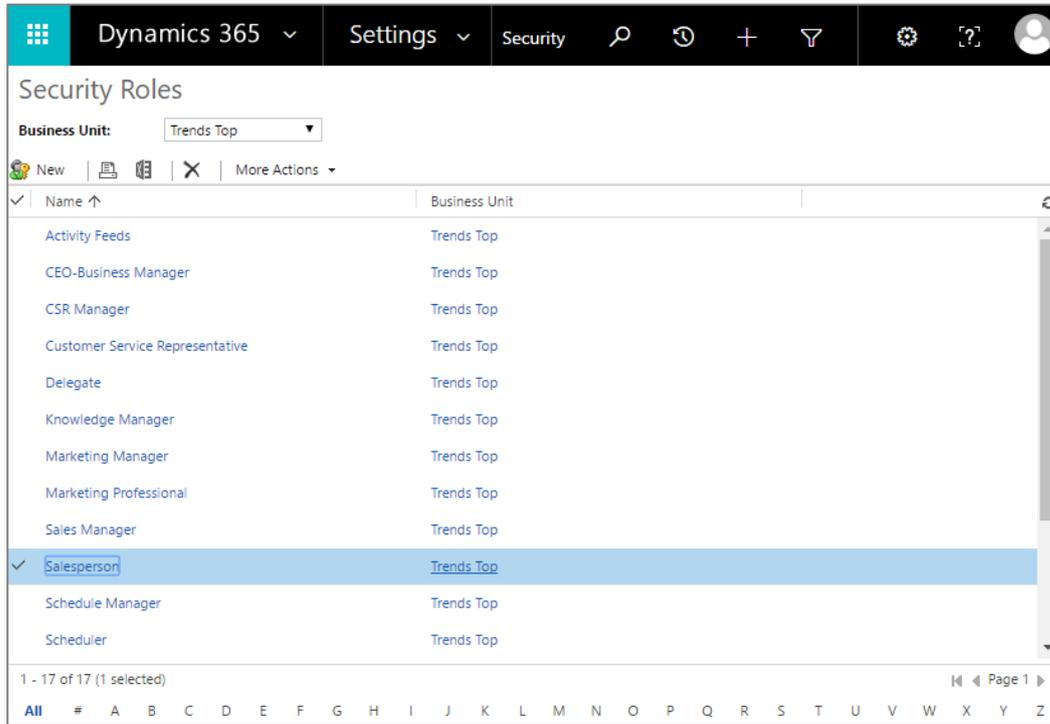 Dynamics 365 Settings Security
Security Roles
Business Unit: Trends Top
New More Actions
Name Business Unit
Activity Feeds Trends Top
CEO-Business Manager Trends Top
CSR Manager Trends Top
Customer Service Representative Trends Top
Delegate Trends Top
Knowledge Manager Trends Top
Marketing Manager Trends Top
Marketing Professional Trends Top
Sales Manager Trends Top
Salesperson Trends Top
Schedule Manager Trends Top
Scheduler Trends Top
1 - 17 of 17 (1 selected) Page 1
All # A B C D E F G H I J K L M N O P Q R S T U V W X Y Z